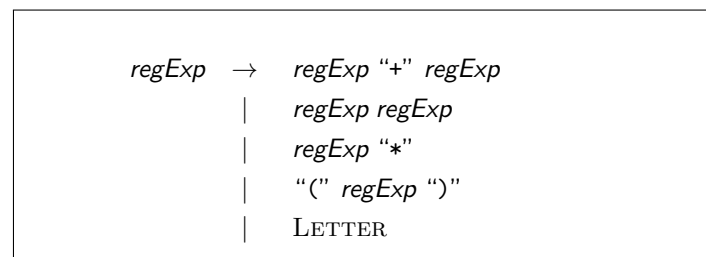 regExp → regExp “+” regExp
| regExp regExp
| regExp “*”
| “(” regExp “)”
| LETTER